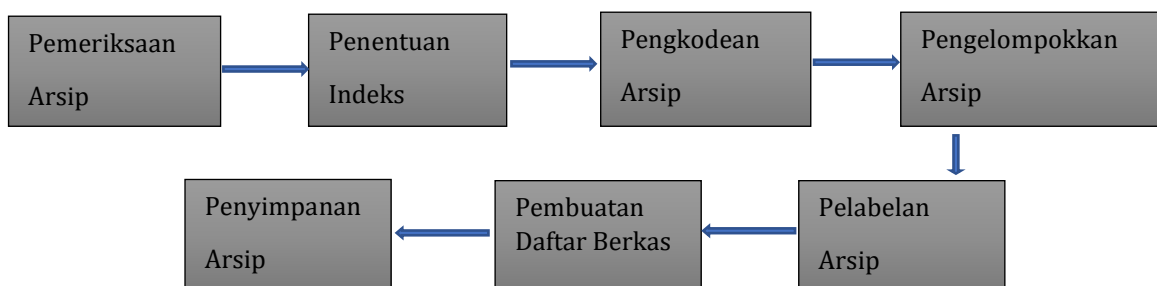 Pemeriksaan
Arsip
Penentuan
Indeks
Pengkodean
Arsip
Pengelompokkan
Arsip
Pelabelan
Arsip
Pembuatan
Daftar Berkas
Penyimpanan
Arsip